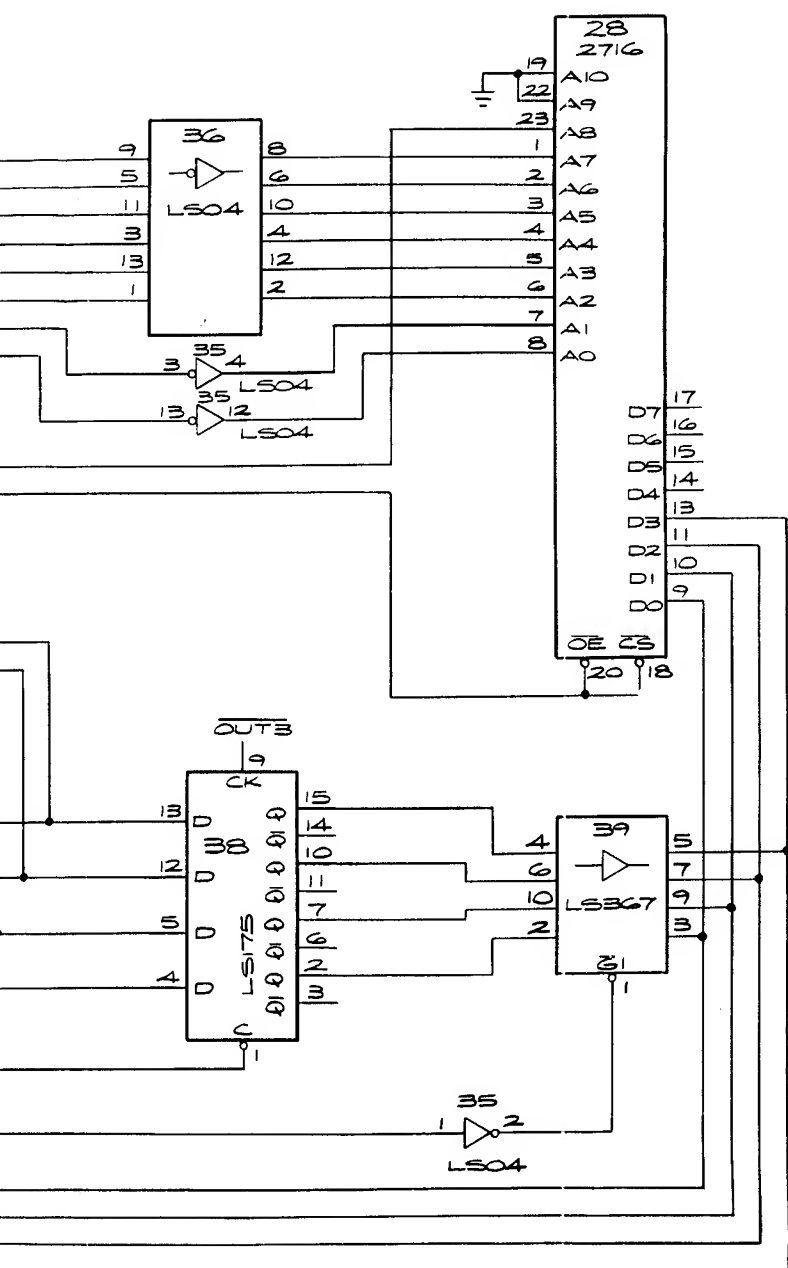 28
2716
19
A10
22
A9
23
A8
1
A7
2
A6
3
A5
4
A4
5
A3
6
A2
7
A1
8
A0
36
LS04
9
8
5
6
11
10
3
4
13
12
1
2
35
3
4
LS04
35
13
12
LS04
D7
17
D6
16
D5
15
D4
14
D3
13
D2
11
D1
10
D0
9
OE
CS
20
18
OUT3
9
CK
13
D
Q
15
Q
14
38
12
D
Q
10
Q
11
5
D
Q
7
Q
6
LS175
4
D
Q
2
Q
3
C
1
39
4
5
6
7
10
LS367
9
2
3
G1
1
35
1
2
LS04